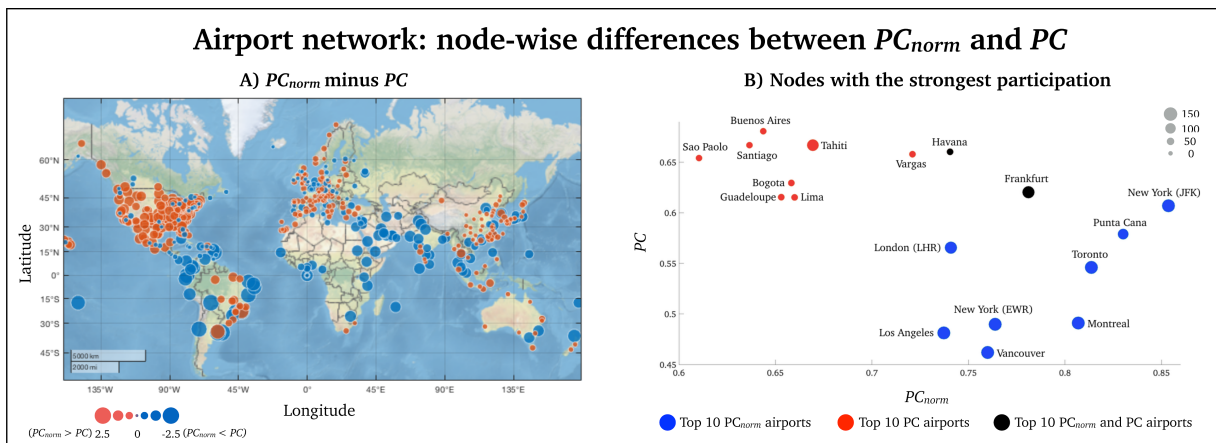 Airport network: node-wise differences between PCnorm and PC
A) PCnorm minus PC
B) Nodes with the strongest participation
Latitude
60°N
45°N
30°N
15°N
0°
15°S
30°S
45°S
5000 km
2000 mi
135°W 90°W 45°W 0° 45°E 90°E 135°E
Longitude
(PCnorm > PC) 2.5 0 -2.5 (PCnorm < PC)
150
100
50
0
PC
0.65
0.6
0.55
0.5
0.45
Buenos Aires
Sao Paolo
Santiago
Tahiti
Vargas
Havana
Bogota
Guadeloupe
Lima
Frankfurt
New York (JFK)
Punta Cana
London (LHR)
Toronto
New York (EWR)
Los Angeles
Montreal
Vancouver
0.6 0.65 0.7 0.75 0.8 0.85
PCnorm
Top 10 PCnorm airports Top 10 PC airports Top 10 PCnorm and PC airports